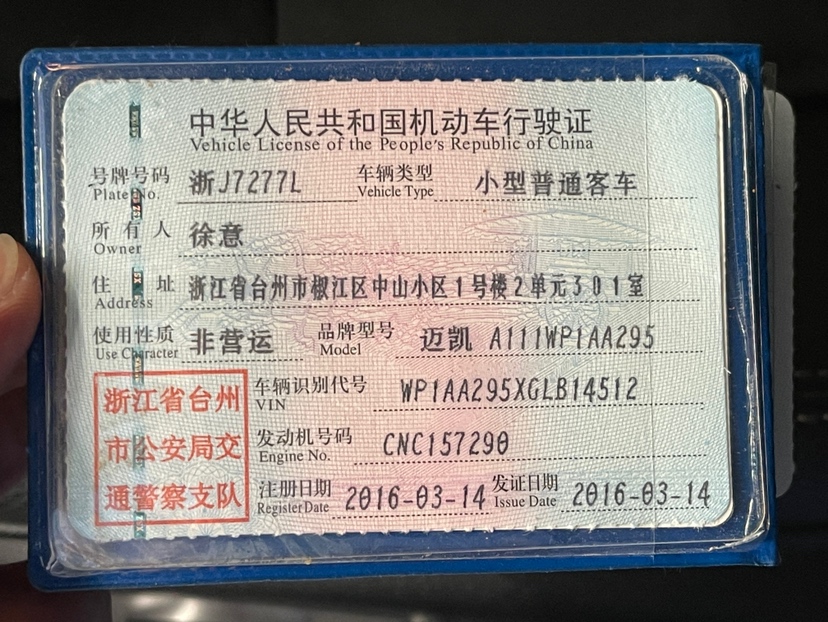 中华人民共和国机动车行驶证
Vehicle License of the People's Republic of China
号牌号码 浙J7277L 车辆类型 小型普通客车
Plate No. Vehicle Type
所有人 徐意
Owner
住址 浙江省台州市椒江区中山小区1号楼2单元301室
Address
使用性质 非营运 品牌型号 迈凯 A111WP1AA295
Use Character Model
浙江省台州 车辆识别代号 WP1AA295XGLB14512
VIN
市公安局交 发动机号码 CNC157290
Engine No.
通警察支队 注册日期 2016-03-14 发证日期 2016-03-14
Register Date Issue Date